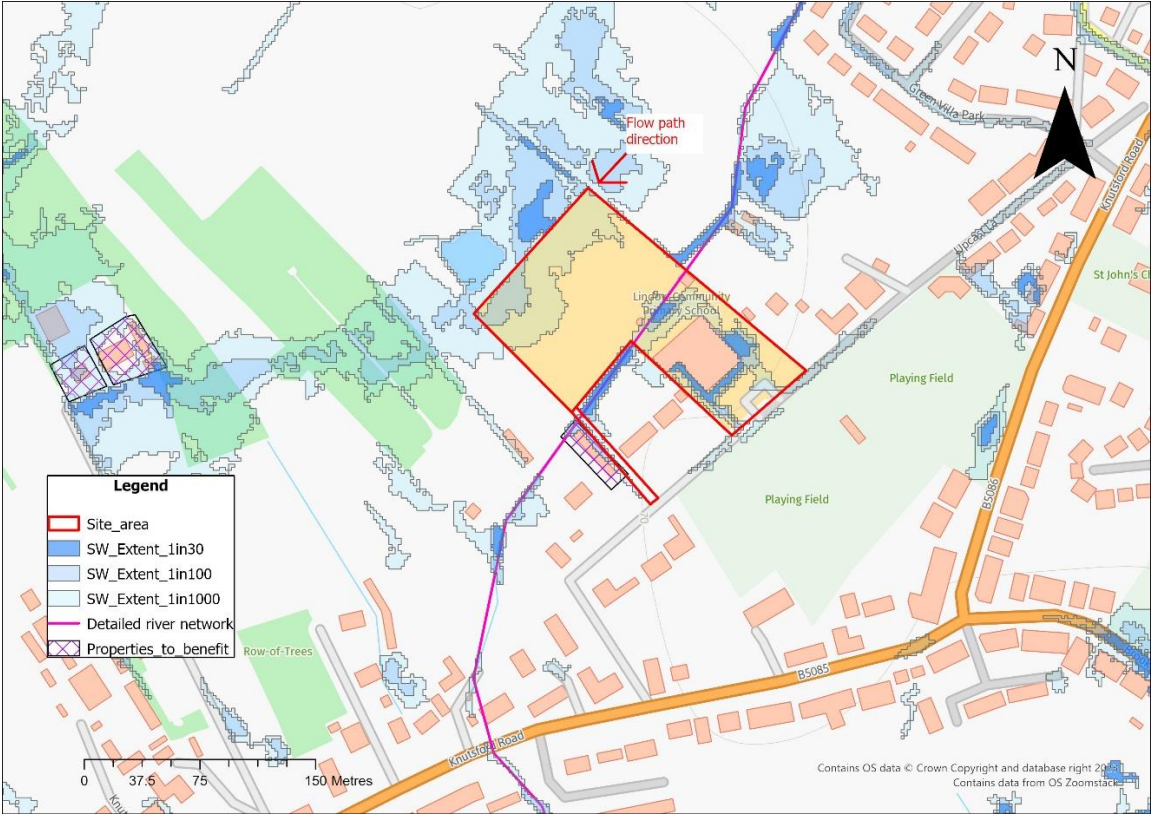 N
Flow path
direction
Green Villa Park
Knutsford Road
St John's Ch
Lindow Community
Primary School
Playing Field
B5086
Playing Field
Legend
Site_area
SW_Extent_1in30
SW_Extent_1in100
SW_Extent_1in1000
Detailed river network
Properties_to_benefit
Row-of-Trees
B5085
Knutsford Road
0 37.5 75 150 Metres
Contains OS data © Crown Copyright and database right
Contains data from OS Zoomstack